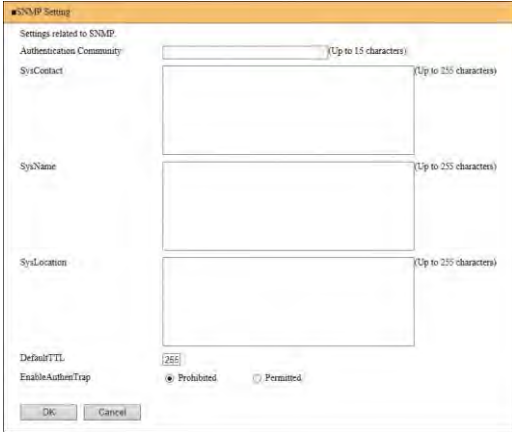 ■SNMP Setting
Settings related to SNMP.
Authentication Community (Up to 15 characters)
SysContact (Up to 255 characters)
SysName (Up to 255 characters)
SysLocation (Up to 255 characters)
DefaultTTL 255
EnableAuthenTrap Prohibited Permitted
OK Cancel